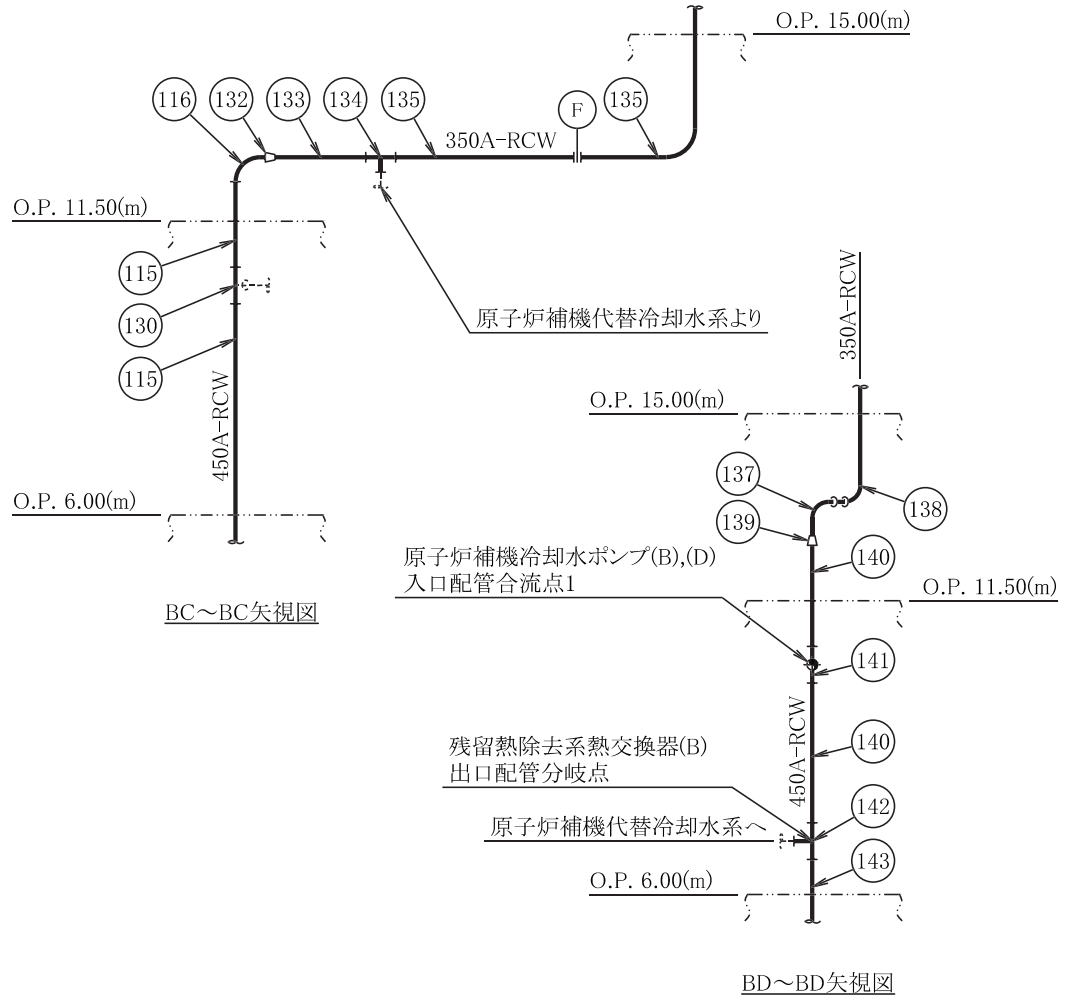 O.P. 15.00(m)
116
132
133
134
135
F
135
350A-RCW
O.P. 11.50(m)
115
130
115
原子炉補機代替冷却水系より
450A-RCW
O.P. 6.00(m)
BC～BC矢視図
350A-RCW
O.P. 15.00(m)
137
138
139
原子炉補機冷却水ポンプ(B),(D)
入口配管合流点1
140
O.P. 11.50(m)
141
450A-RCW
140
残留熱除去系熱交換器(B)
出口配管分岐点
142
原子炉補機代替冷却水系へ
143
O.P. 6.00(m)
BD～BD矢視図